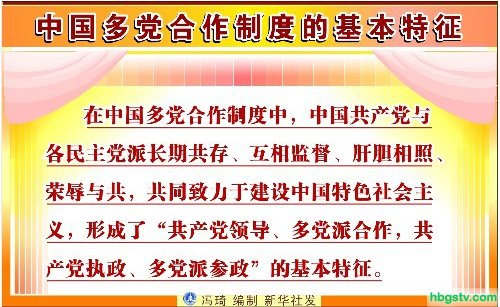 中国多党合作制度的基本特征
在中国多党合作制度中，中国共产党与
各民主党派长期共存、互相监督、肝胆相照、
荣辱与共，共同致力于建设中国特色社会主
义，形成了“共产党领导、多党派合作，共
产党执政、多党派参政”的基本特征。
冯琦 编制 新华社发
hbgstv.com